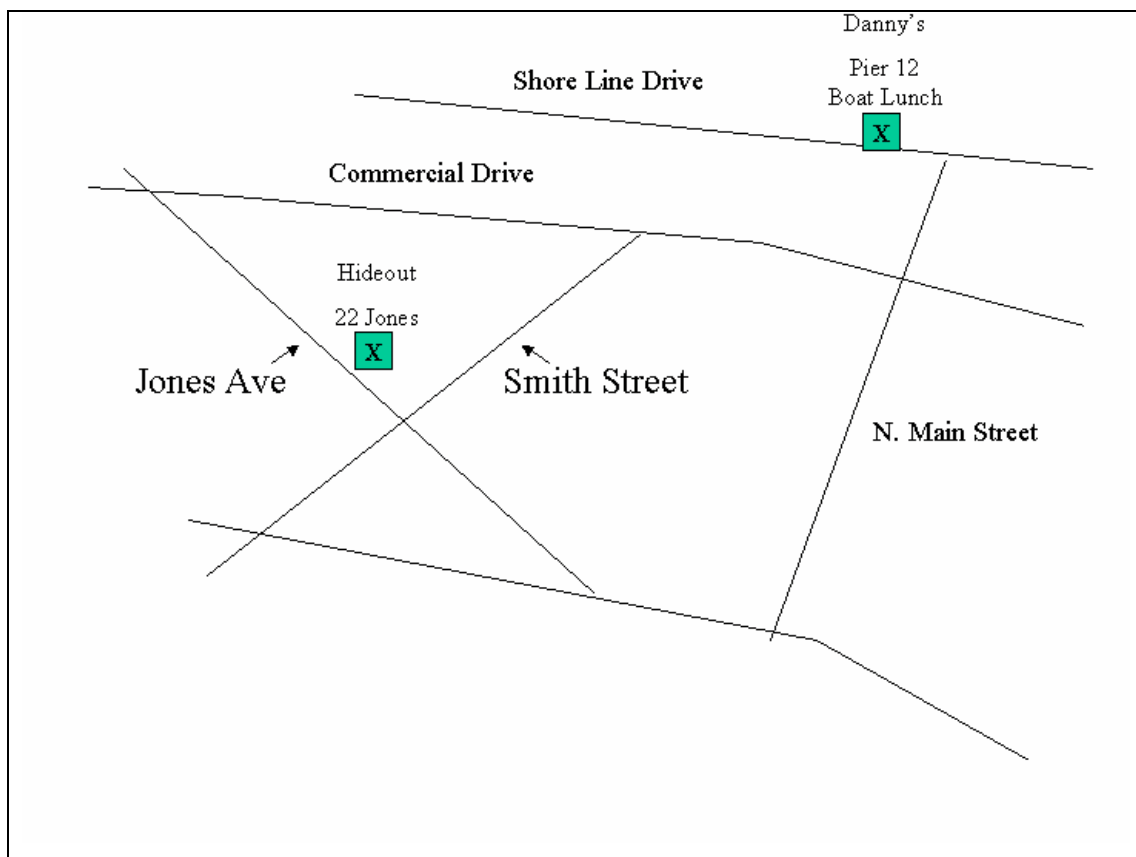 Danny's
Pier 12
Boat Lunch
X
Shore Line Drive
Commercial Drive
Hideout
22 Jones
X
Jones Ave
Smith Street
N. Main Street